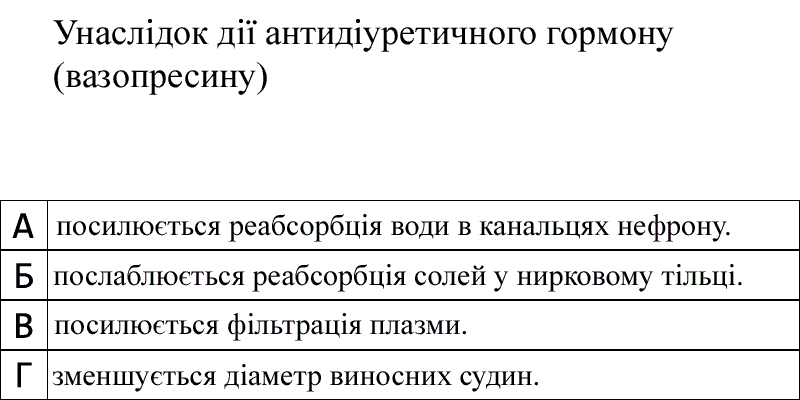 Унаслідок дії антидіуретичного гормону
(вазопресину)
А посилюється реабсорбція води в канальцях нефрону.
Б послаблюється реабсорбція солей у нирковому тільці.
В посилюється фільтрація плазми.
Г зменшується діаметр виносних судин.